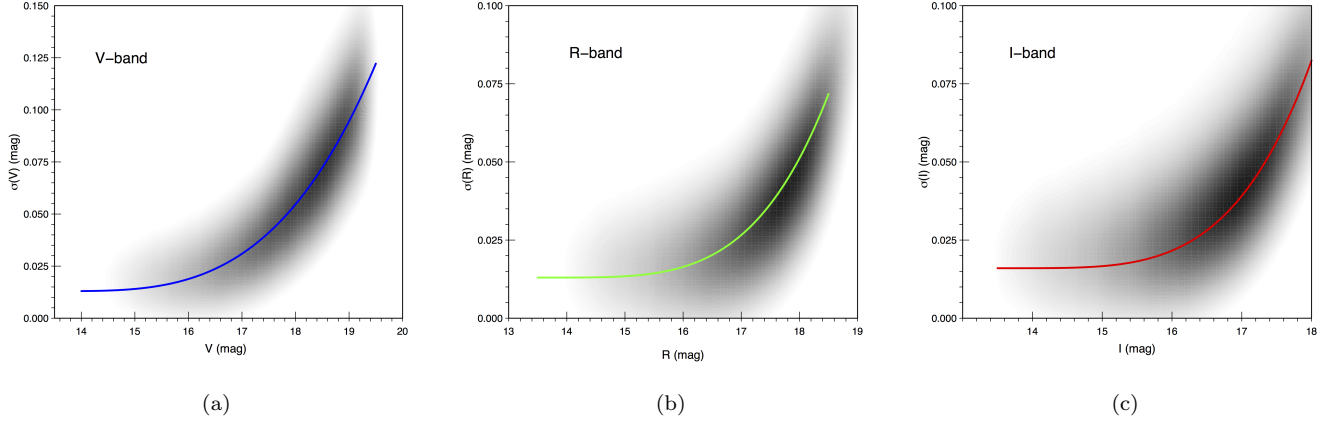 0.150
0.125
0.100
0.075
0.050
0.025
0.000
σ(V) (mag)
V−band
14 15 16 17 18 19 20
V (mag)
(a)
0.100
0.075
0.050
0.025
0.000
σ(R) (mag)
R−band
13 14 15 16 17 18 19
R (mag)
(b)
0.100
0.075
0.050
0.025
0.000
σ(I) (mag)
I−band
14 15 16 17 18
I (mag)
(c)